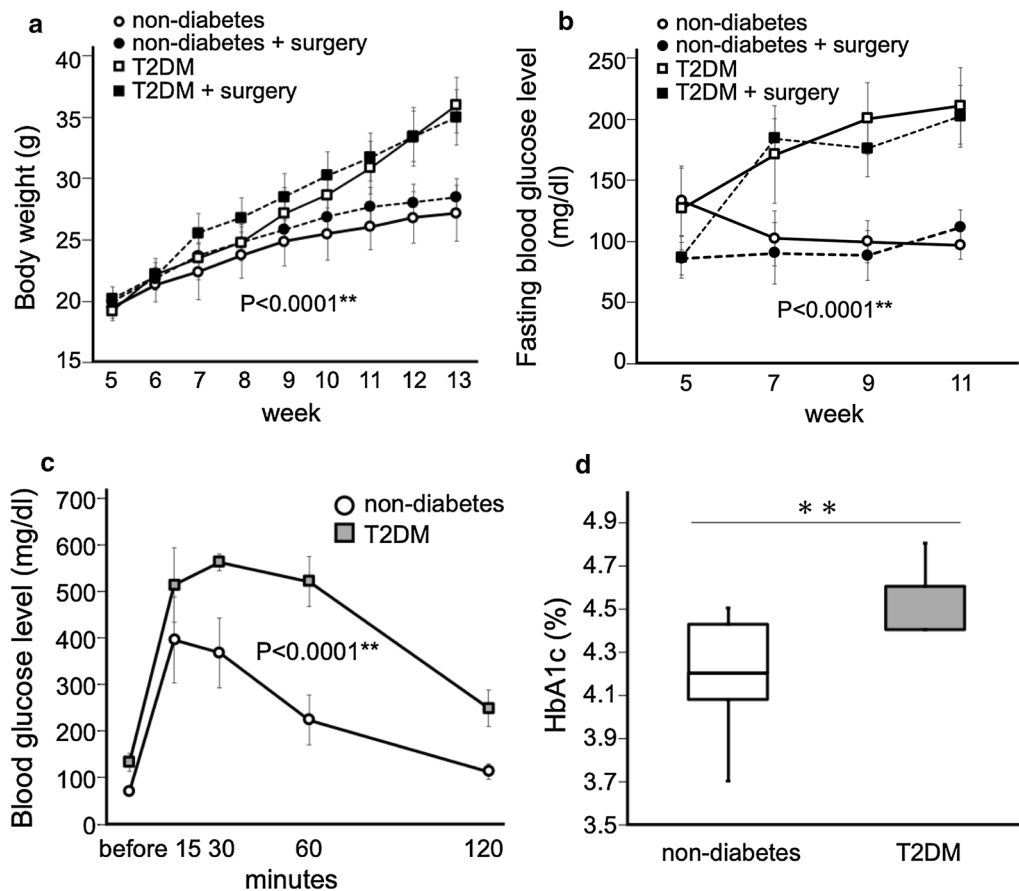 a
non-diabetes
non-diabetes + surgery
T2DM
T2DM + surgery
Body weight (g)
40
35
30
25
20
15
P<0.0001**
5 6 7 8 9 10 11 12 13
week
b
non-diabetes
non-diabetes + surgery
T2DM
T2DM + surgery
Fasting blood glucose level
(mg/dl)
250
200
150
100
50
0
P<0.0001**
5 7 9 11
week
c
non-diabetes
T2DM
Blood glucose level (mg/dl)
700
600
500
400
300
200
100
0
P<0.0001**
before 15 30 60 120
minutes
d
**
HbA1c (%)
4.9
4.7
4.5
4.3
4.1
3.9
3.7
3.5
non-diabetes T2DM